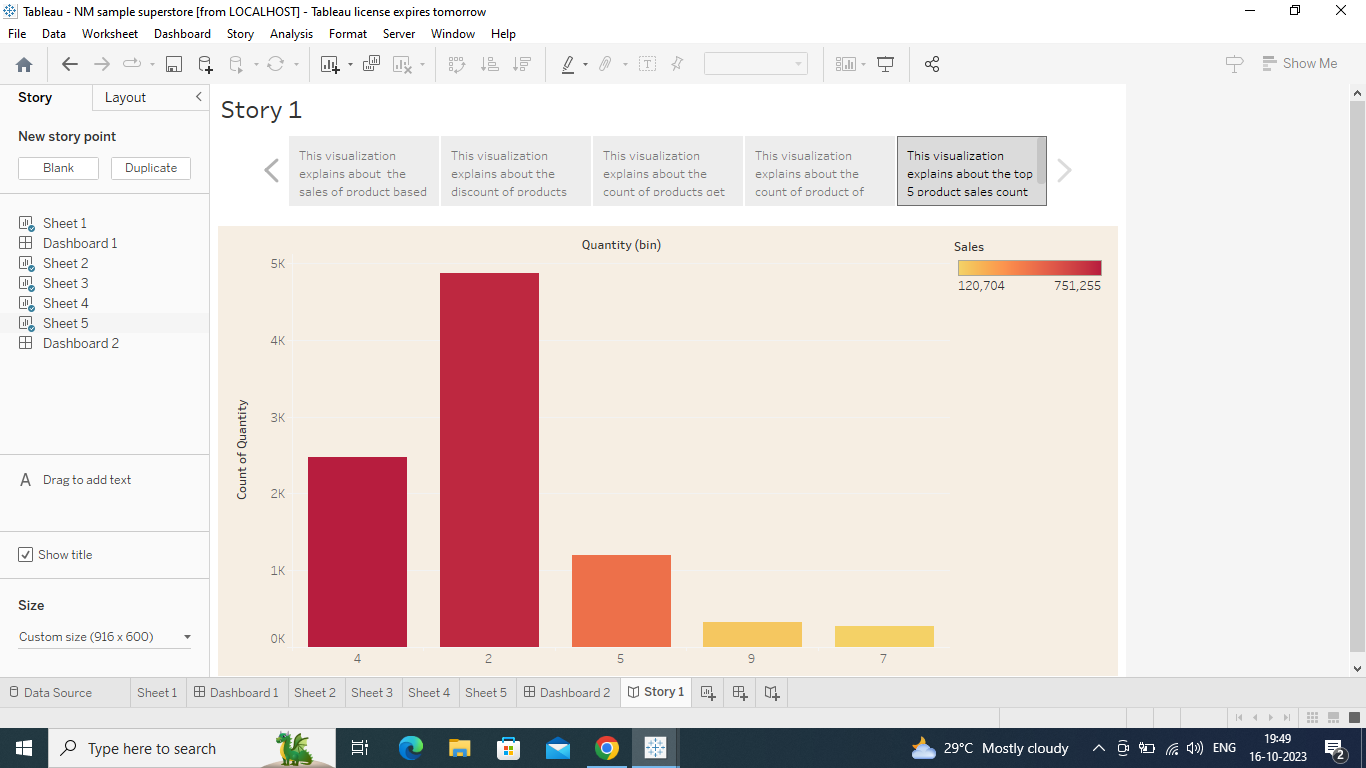 Tableau - NM sample superstore [from LOCALHOST] - Tableau license expires tomorrow
File Data Worksheet Dashboard Story Analysis Format Server Window Help
Show Me
Story Layout
New story point
Blank Duplicate
Sheet 1
Dashboard 1
Sheet 2
Sheet 3
Sheet 4
Sheet 5
Dashboard 2
A Drag to add text
Show title
Size
Custom size (916 x 600)
Story 1
This visualization
explains about the
sales of product based
This visualization
explains about the
discount of products
This visualization
explains about the
count of products get
This visualization
explains about the
count of product of
This visualization
explains about the top
5 product sales count
Quantity (bin)
Sales
120,704 751,255
Count of Quantity
5K
4K
3K
2K
1K
0K
4 2 5 9 7
Data Source Sheet 1 Dashboard 1 Sheet 2 Sheet 3 Sheet 4 Sheet 5 Dashboard 2 Story 1
Type here to search
29°C Mostly cloudy
ENG
19:49
16-10-2023
2